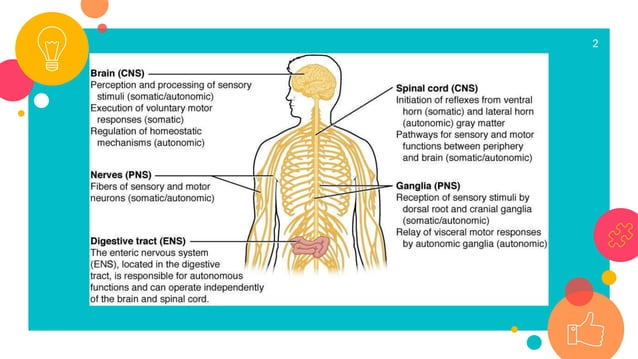 2
Brain (CNS)
Perception and processing of sensory
stimuli (somatic/autonomic)
Execution of voluntary motor
responses (somatic)
Regulation of homeostatic
mechanisms (autonomic)
Nerves (PNS)
Fibers of sensory and motor
neurons (somatic/autonomic)
Digestive tract (ENS)
The enteric nervous system
(ENS), located in the digestive
tract, is responsible for autonomous
functions and can operate independently
of the brain and spinal cord.
Spinal cord (CNS)
Initiation of reflexes from ventral
horn (somatic) and lateral horn
(autonomic) gray matter
Pathways for sensory and motor
functions between periphery
and brain (somatic/autonomic)
Ganglia (PNS)
Reception of sensory stimuli by
dorsal root and cranial ganglia
(somatic/autonomic)
Relay of visceral motor responses
by autonomic ganglia (autonomic)